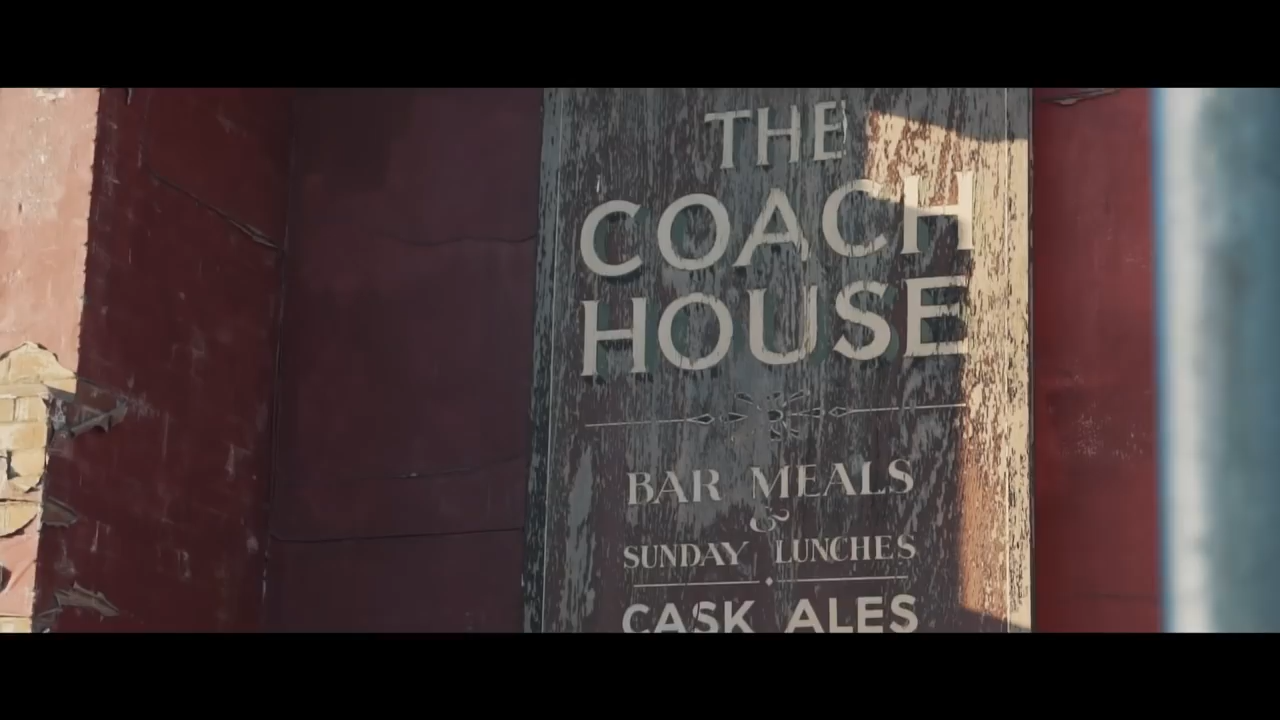 THE
COACH
HOUSE
BAR MEALS
&
SUNDAY LUNCHES
CASK ALES